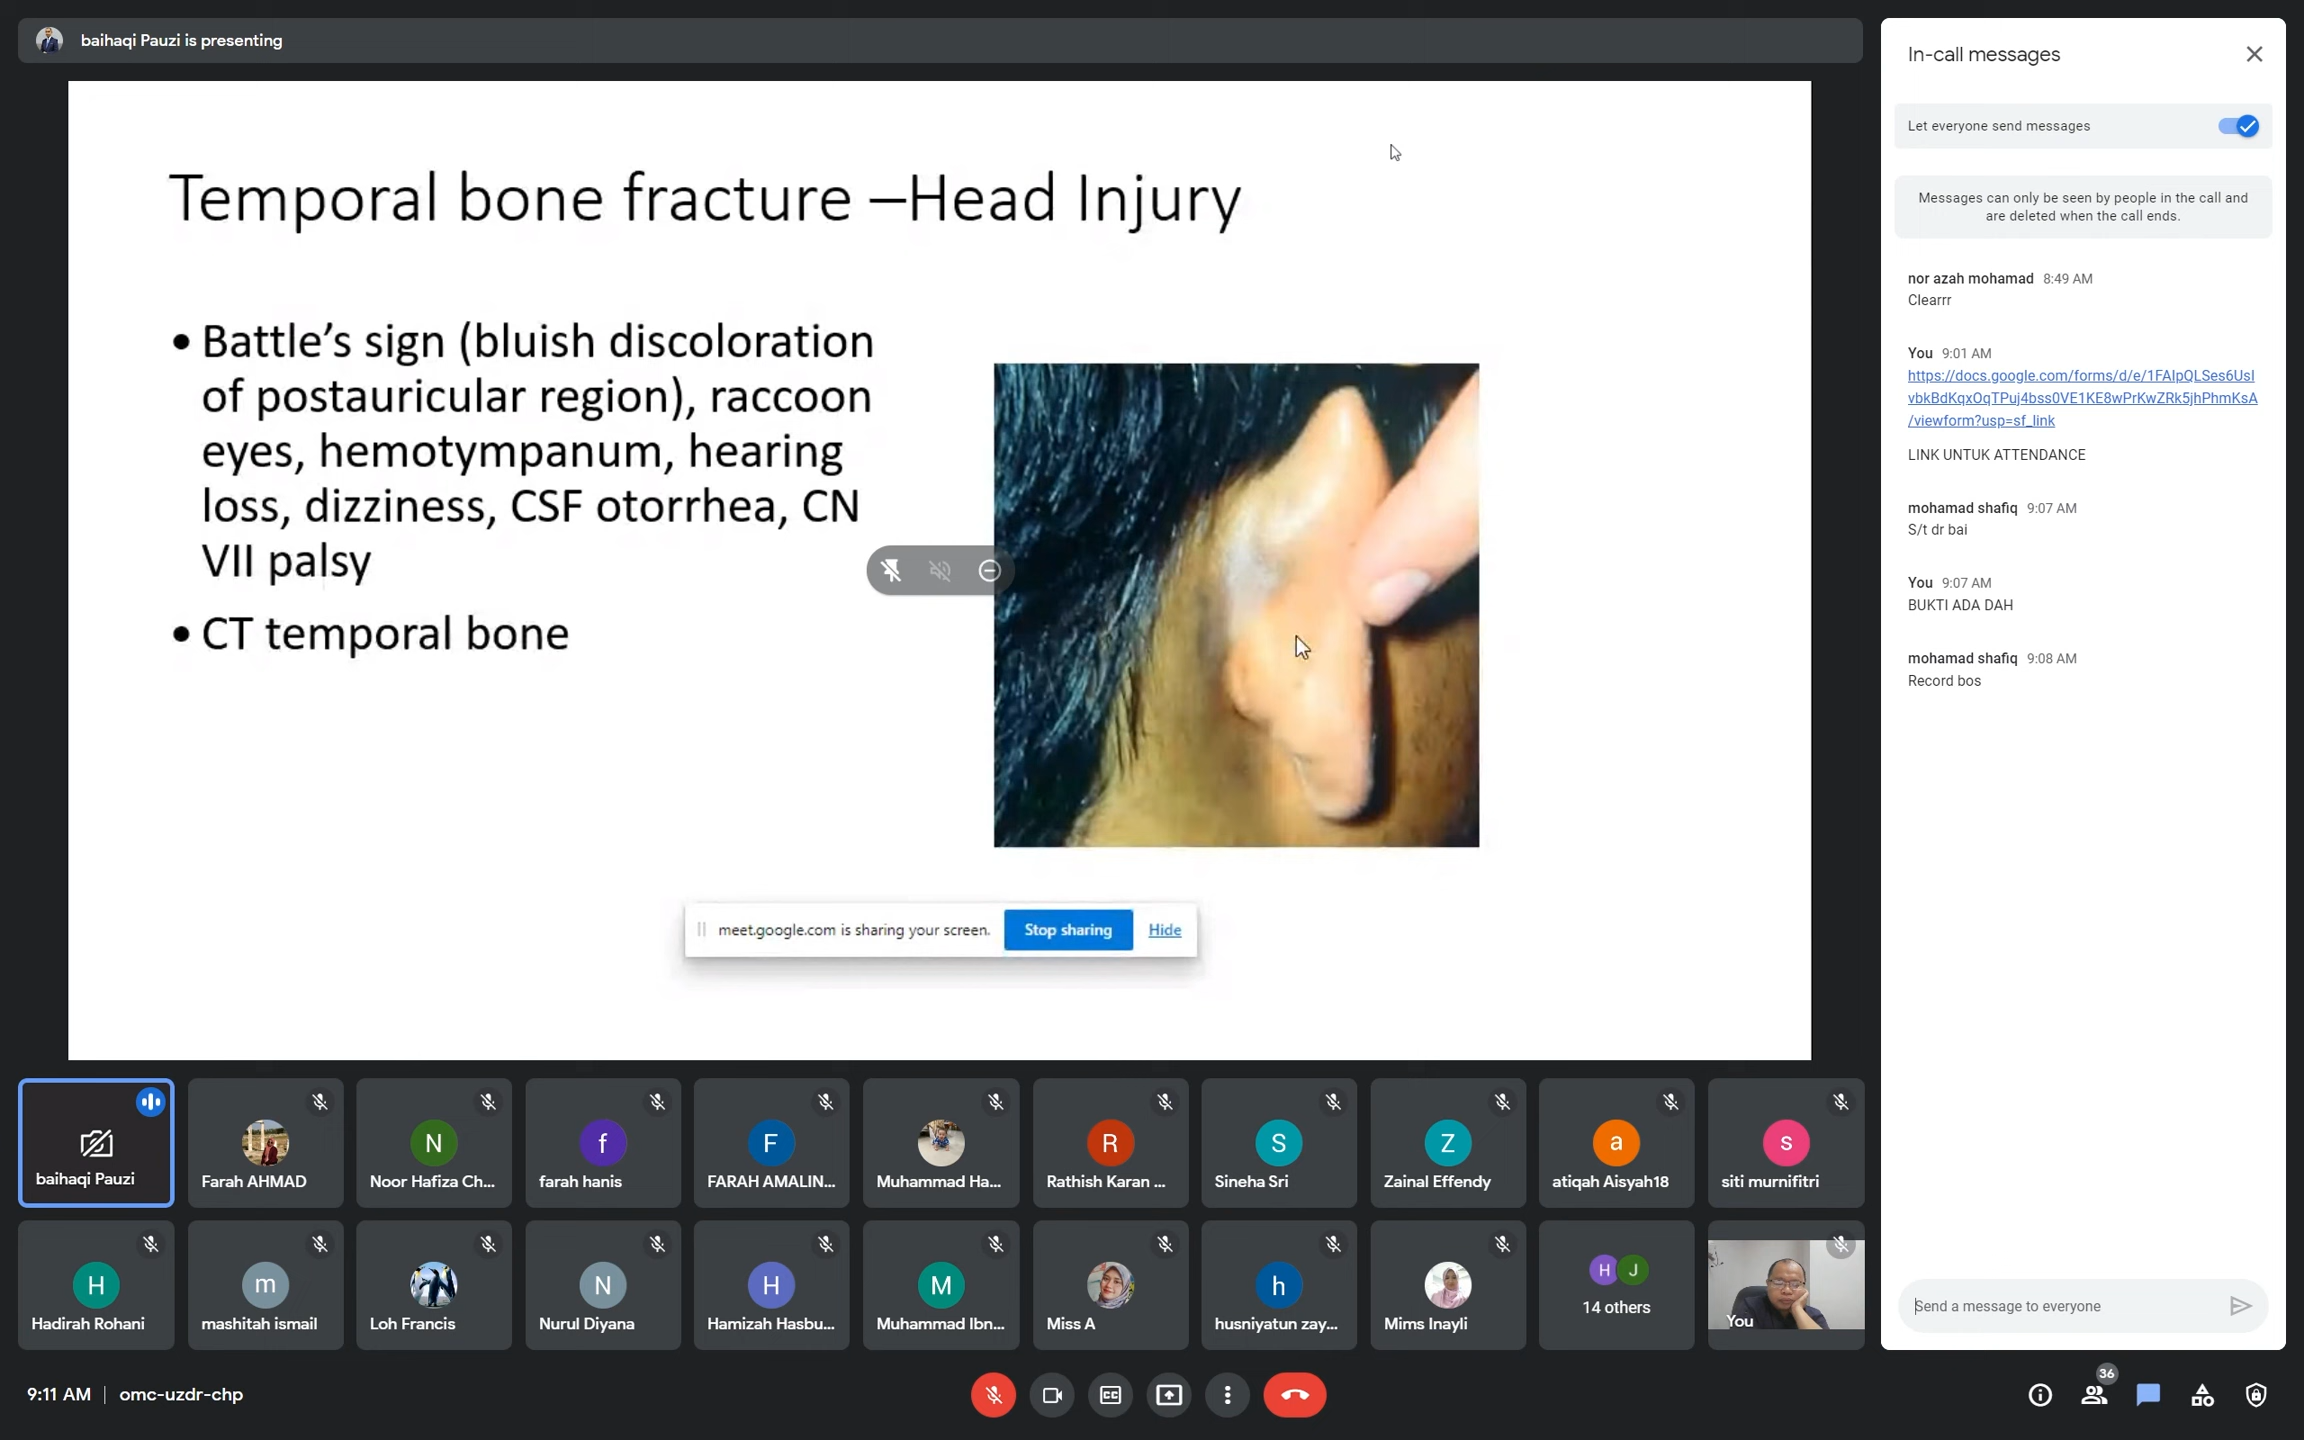 baihaqi Pauzi is presenting
Temporal bone fracture –Head Injury
• Battle's sign (bluish discoloration
of postauricular region), raccoon
eyes, hemotympanum, hearing
loss, dizziness, CSF otorrhea, CN
VII palsy
• CT temporal bone
meet.google.com is sharing your screen. Stop sharing Hide
In-call messages
Let everyone send messages
Messages can only be seen by people in the call and
are deleted when the call ends.
nor azah mohamad 8:49 AM
Clearrr
You 9:01 AM
https://docs.google.com/forms/d/e/1FAIpQLSes6UsI
vbkBdKqxOqTPuj4bss0VE1KE8wPrKwZRk5jhPhmKsA
/viewform?usp=sf_link
LINK UNTUK ATTENDANCE
mohamad shafiq 9:07 AM
S/t dr bai
You 9:07 AM
BUKTI ADA DAH
mohamad shafiq 9:08 AM
Record bos
Send a message to everyone
baihaqi Pauzi
Farah AHMAD
N
Noor Hafiza Ch...
f
farah hanis
F
FARAH AMALIN...
Muhammad Ha...
R
Rathish Karan ...
S
Sineha Sri
Z
Zainal Effendy
a
atiqah Aisyah18
s
siti murnifitri
H
Hadirah Rohani
m
mashitah ismail
Loh Francis
N
Nurul Diyana
H
Hamizah Hasbu...
M
Muhammad Ibn...
Miss A
h
husniyatun zay...
Mims Inayli
H J
14 others
You
9:11 AM | omc-uzdr-chp
CC
36